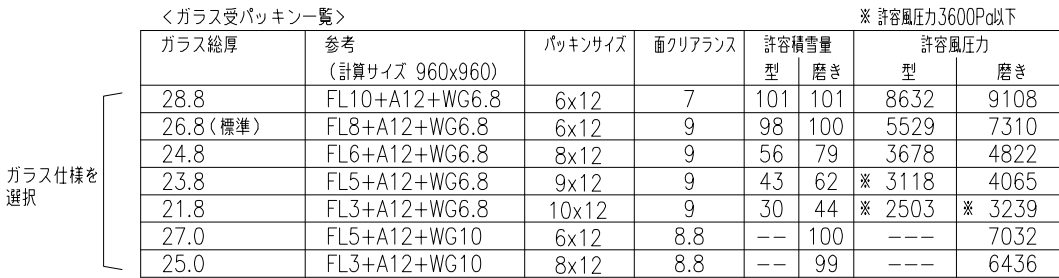 <ガラス受パッキン一覧> ※ 許容風圧力3600Pa以下
ガラス総厚 参考 パッキンサイズ 面クリアランス 許容積雪量 許容風圧力
(計算サイズ 960x960) 型 磨き 型 磨き
28.8 FL10+A12+WG6.8 6x12 7 101 101 8632 9108
26.8(標準) FL8+A12+WG6.8 6x12 9 98 100 5529 7310
24.8 FL6+A12+WG6.8 8x12 9 56 79 3678 4822
23.8 FL5+A12+WG6.8 9x12 9 43 62 ※ 3118 4065
21.8 FL3+A12+WG6.8 10x12 9 30 44 ※ 2503 ※ 3239
27.0 FL5+A12+WG10 6x12 8.8 -- 100 --- 7032
25.0 FL3+A12+WG10 8x12 8.8 -- 99 --- 6436
ガラス仕様を
選択